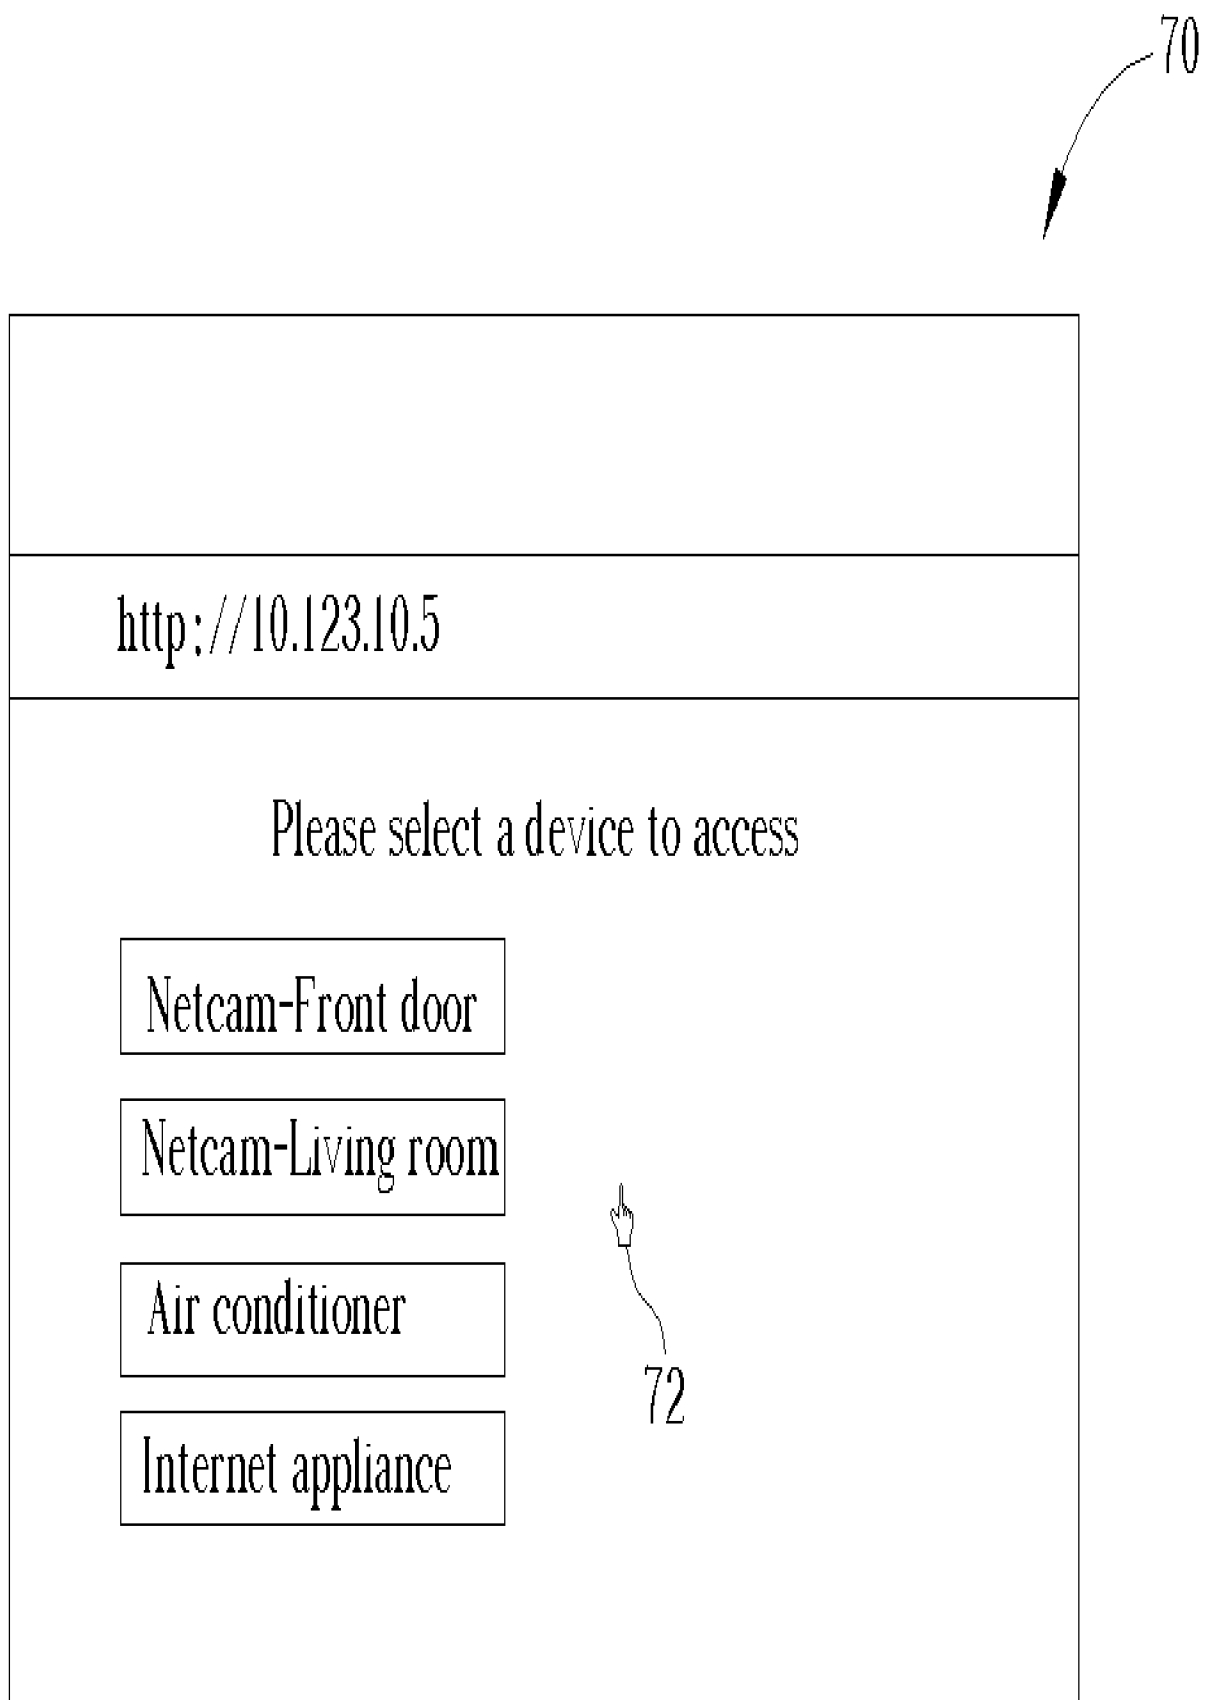 70
http://10.123.10.5
Please select a device to access
Netcam-Front door
Netcam-Living room
Air conditioner
72
Internet appliance